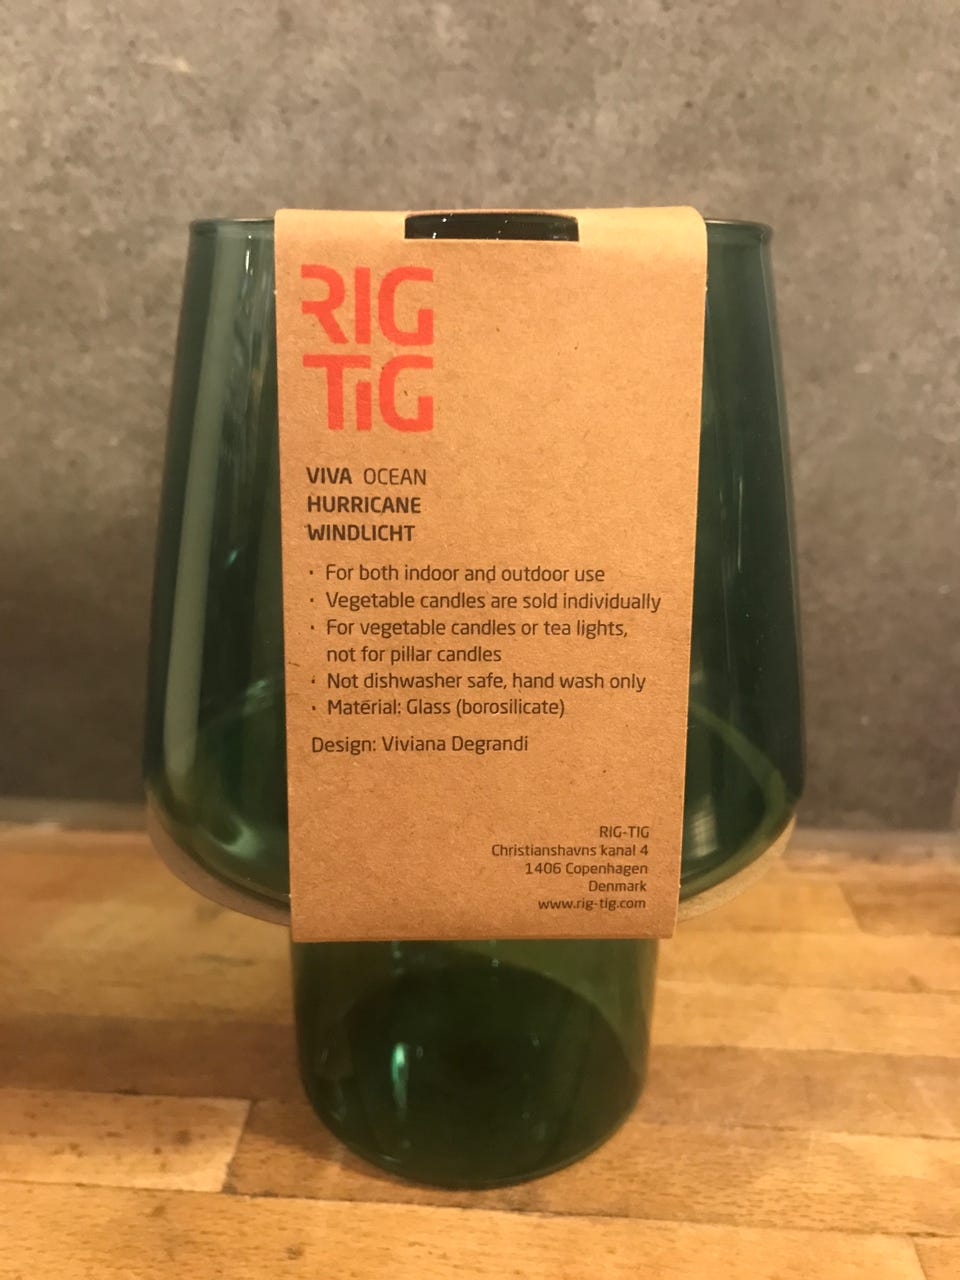 RIG
TIG
VIVA OCEAN
HURRICANE
WINDLICHT
· For both indoor and outdoor use
· Vegetable candles are sold individually
· For vegetable candles or tea lights,
not for pillar candles
· Not dishwasher safe, hand wash only
· Material: Glass (borosilicate)
Design: Viviana Degrandi
RIG-TIG
Christianshavns kanal 4
1406 Copenhagen
Denmark
www.rig-tig.com